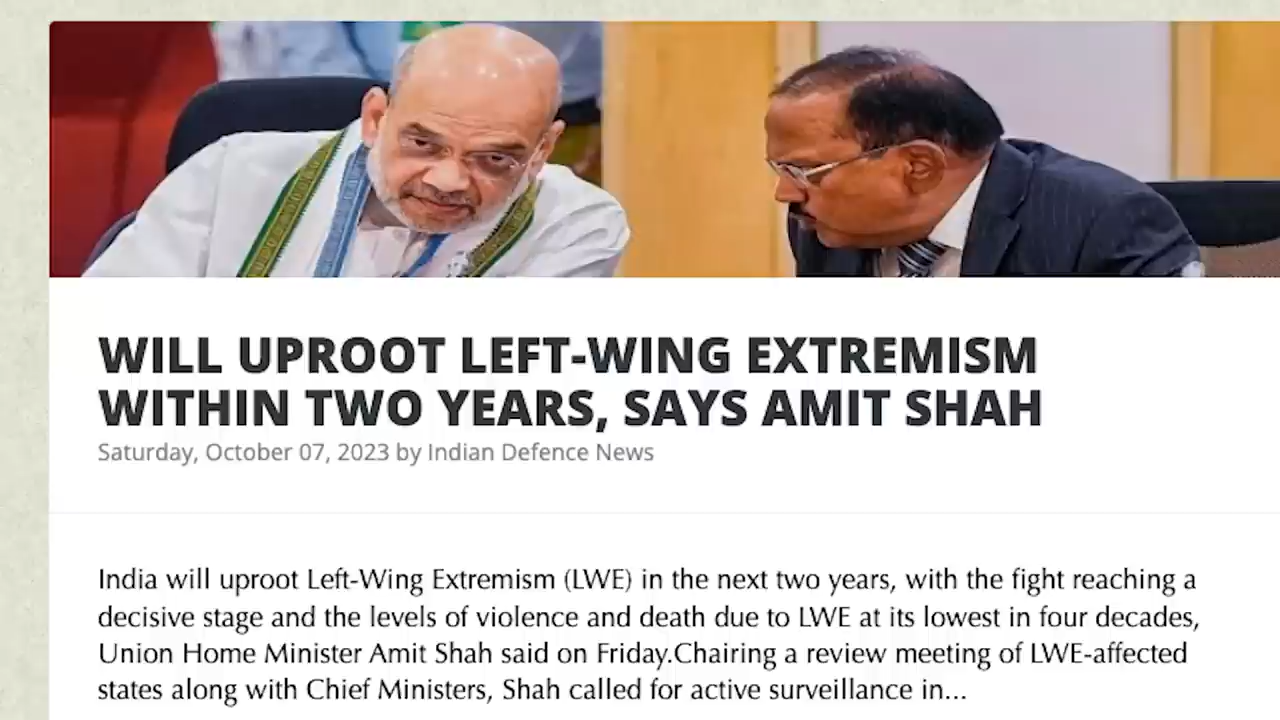 WILL UPROOT LEFT-WING EXTREMISM
WITHIN TWO YEARS, SAYS AMIT SHAH
Saturday, October 07, 2023 by Indian Defence News
India will uproot Left-Wing Extremism (LWE) in the next two years, with the fight reaching a
decisive stage and the levels of violence and death due to LWE at its lowest in four decades,
Union Home Minister Amit Shah said on Friday.Chairing a review meeting of LWE-affected
states along with Chief Ministers, Shah called for active surveillance in...